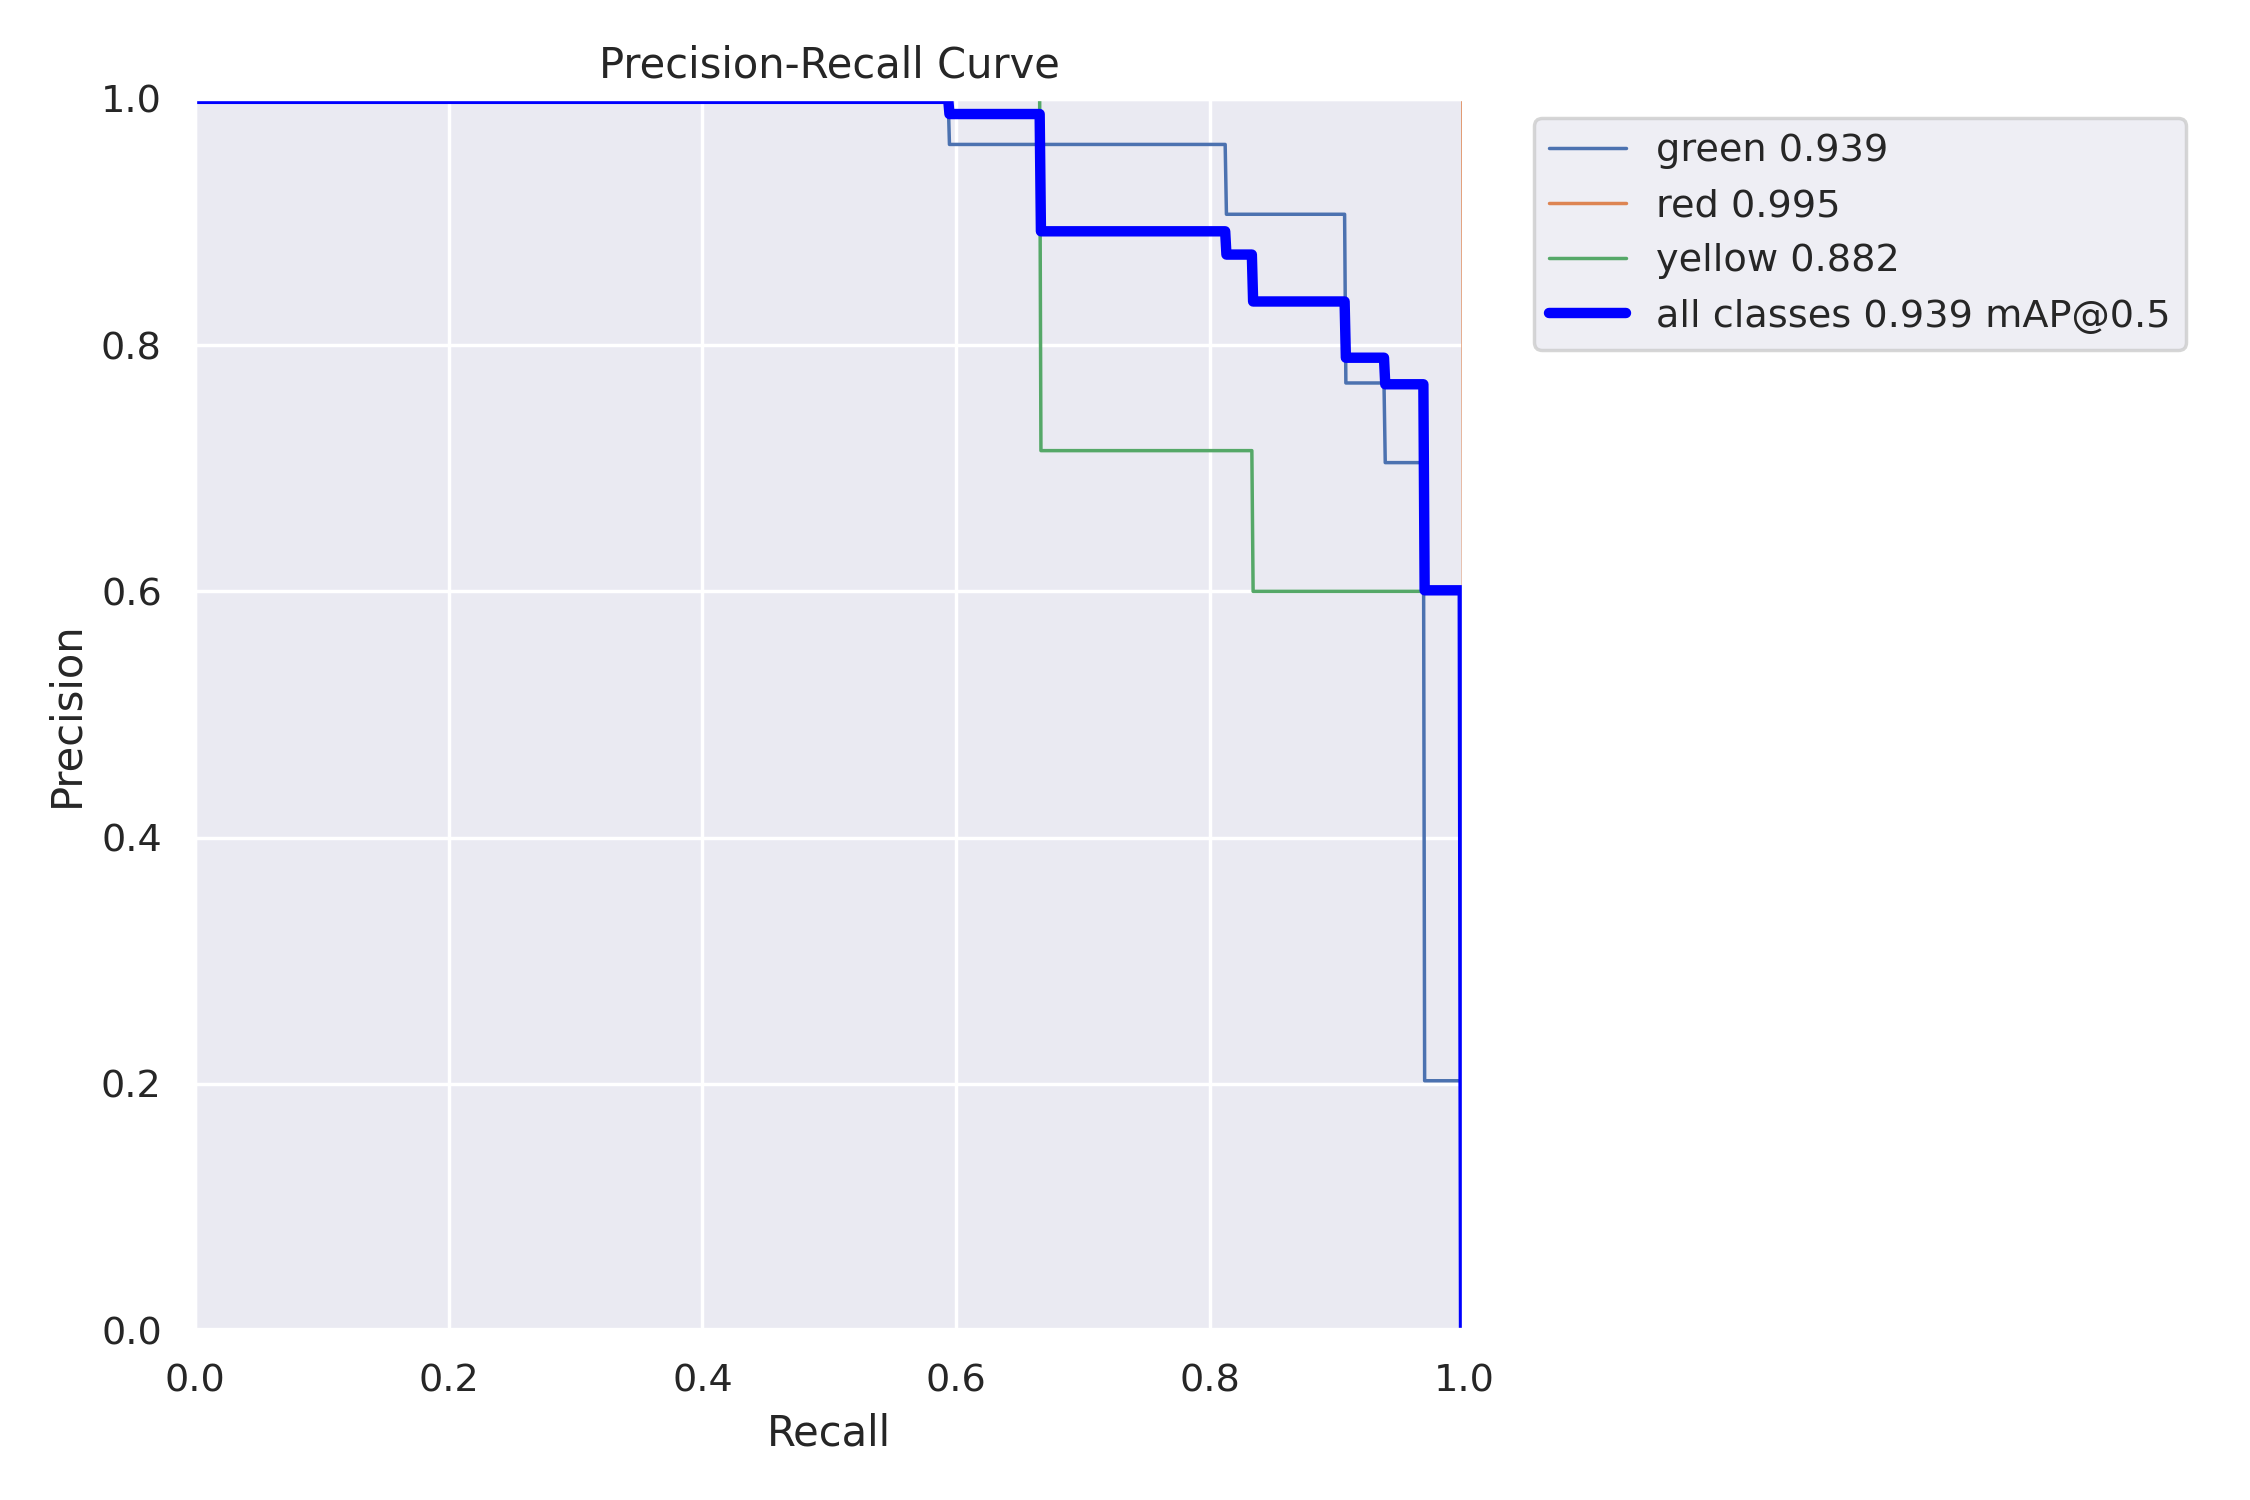 Precision-Recall Curve
1.0
0.8
0.6
0.4
0.2
0.0
Precision
0.0 0.2 0.4 0.6 0.8 1.0
Recall
green 0.939
red 0.995
yellow 0.882
all classes 0.939 mAP@0.5